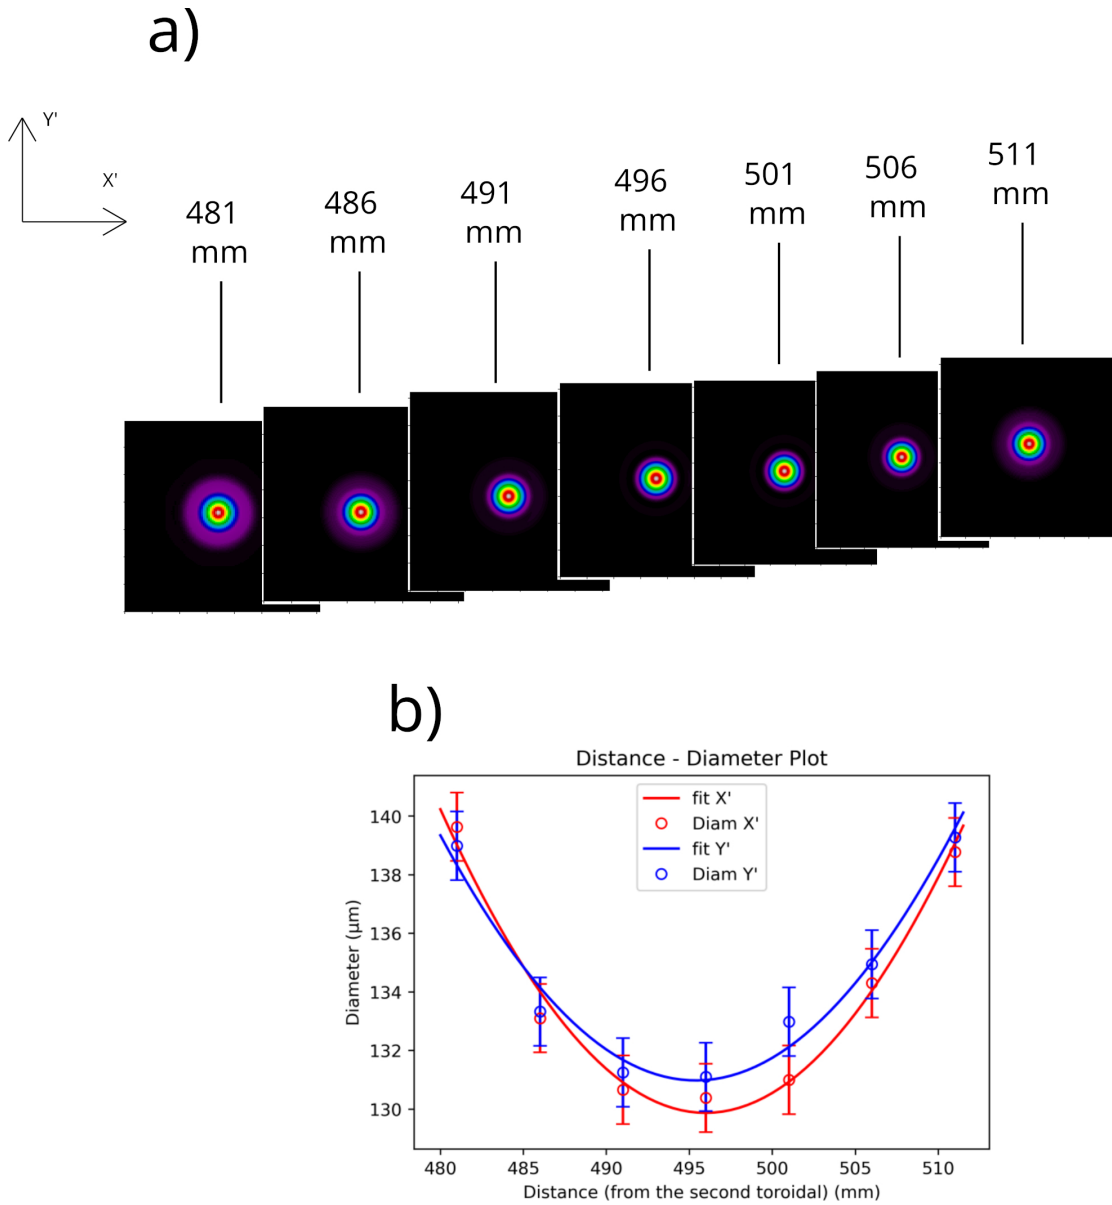 a)
Y'
X'
481
mm
486
mm
491
mm
496
mm
501
mm
506
mm
511
mm
b)
Distance - Diameter Plot
fit X'
Diam X'
fit Y'
Diam Y'
Diameter (μm)
140
138
136
134
132
130
480 485 490 495 500 505 510
Distance (from the second toroidal) (mm)